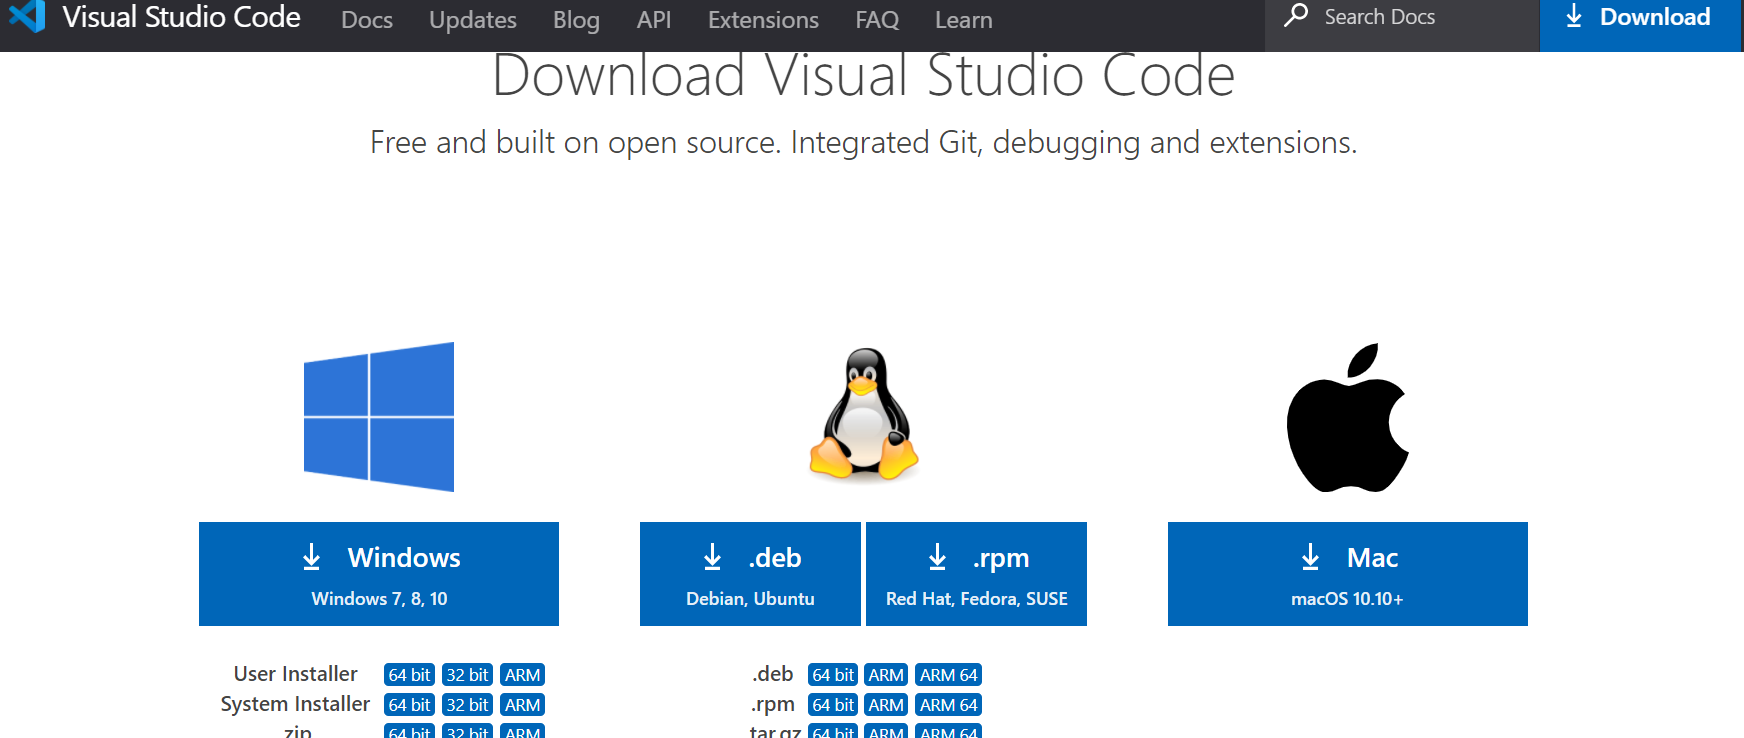 Visual Studio Code Docs Updates Blog API Extensions FAQ Learn Search Docs Download
Download Visual Studio Code
Free and built on open source. Integrated Git, debugging and extensions.
Windows
Windows 7, 8, 10
.deb
Debian, Ubuntu
.rpm
Red Hat, Fedora, SUSE
Mac
macOS 10.10+
User Installer 64 bit 32 bit ARM
System Installer 64 bit 32 bit ARM
zip 64 bit 32 bit ARM
.deb 64 bit ARM ARM 64
.rpm 64 bit ARM ARM 64
tar.gz 64 bit ARM ARM 64